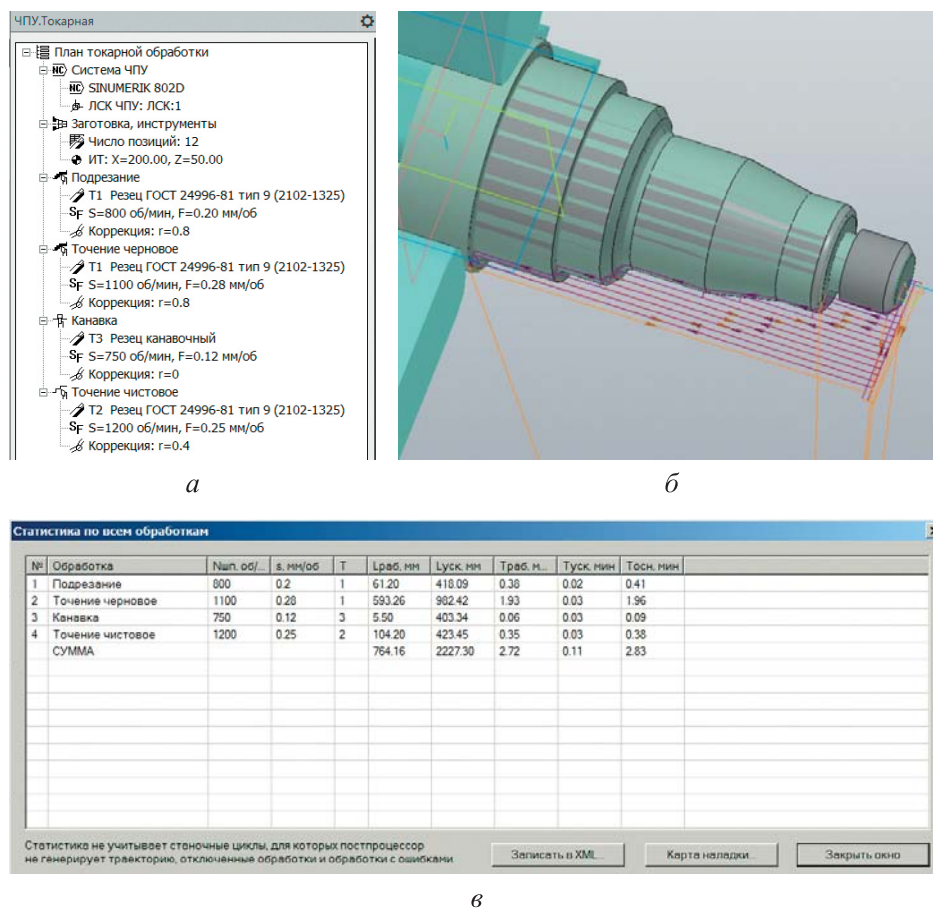 ЧПУ.Токарная
План токарной обработки
Система ЧПУ
SINUMERIK 802D
ЛСК ЧПУ: ЛСК:1
Заготовка, инструменты
Число позиций: 12
ИТ: X=200.00, Z=50.00
Подрезание
T1 Резец ГОСТ 24996-81 тип 9 (2102-1325)
S=800 об/мин, F=0.20 мм/об
Коррекция: r=0.8
Точение черновое
T1 Резец ГОСТ 24996-81 тип 9 (2102-1325)
S=1100 об/мин, F=0.28 мм/об
Коррекция: r=0.8
Канавка
T3 Резец канавочный
S=750 об/мин, F=0.12 мм/об
Коррекция: r=0
Точение чистовое
T2 Резец ГОСТ 24996-81 тип 9 (2102-1325)
S=1200 об/мин, F=0.25 мм/об
Коррекция: r=0.4
а
б
Статистика по всем обработкам
№ Обработка Nшп. об/... s, мм/об T Lраб, мм Lуск, мм Tраб, м... Tуск, мин Tосн, мин
1 Подрезание 800 0.2 1 61.20 418.09 0.38 0.02 0.41
2 Точение черновое 1100 0.28 1 593.26 982.42 1.93 0.03 1.96
3 Канавка 750 0.12 3 5.50 403.34 0.06 0.03 0.09
4 Точение чистовое 1200 0.25 2 104.20 423.45 0.35 0.03 0.38
СУММА 764.16 2227.30 2.72 0.11 2.83
Статистика не учитывает станочные циклы, для которых постпроцессор
не генерирует траекторию, отключенные обработки и обработки с ошибками
Записать в XML... Карта наладки... Закрыть окно
в